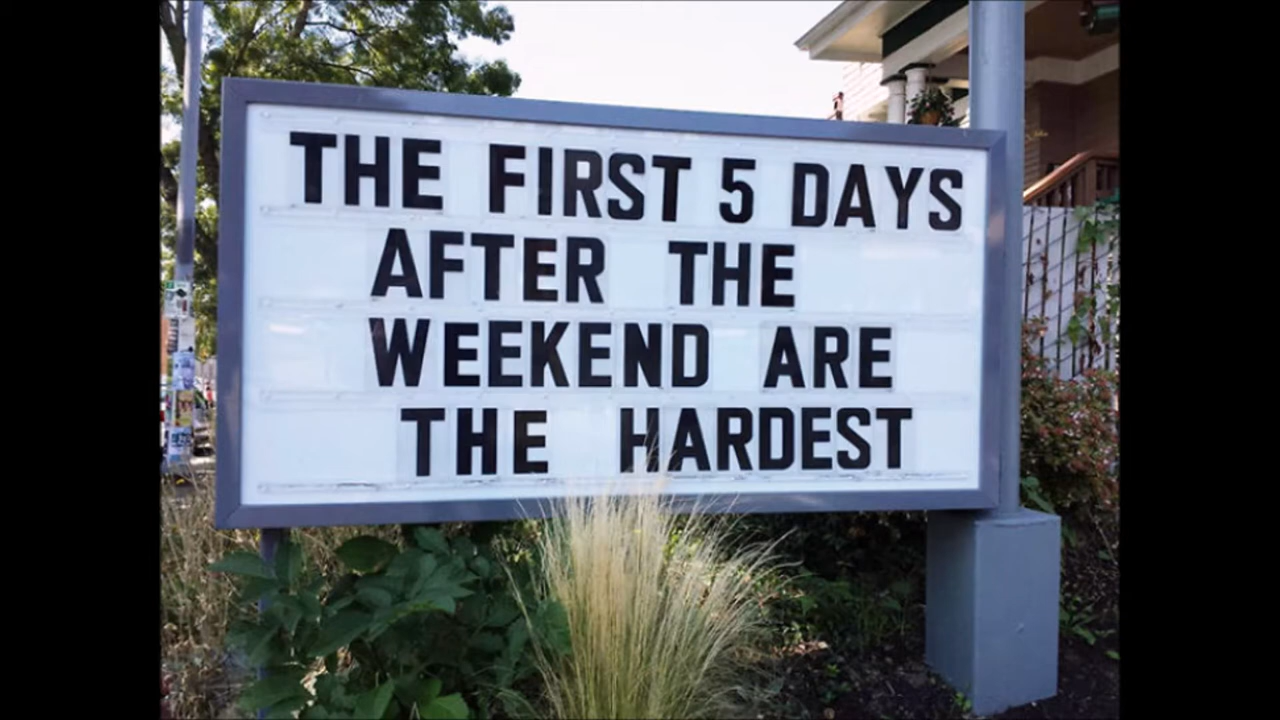 THE FIRST 5 DAYS
AFTER THE
WEEKEND ARE
THE HARDEST